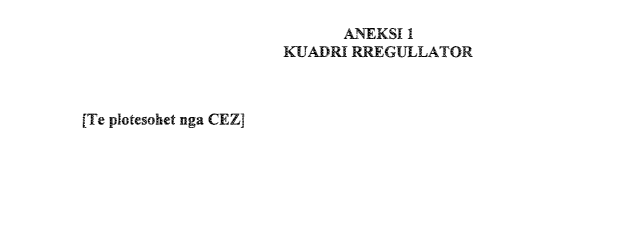 ANEKSI 1
KUADRI RREGULLATOR
[Te plotesohet nga CEZ]